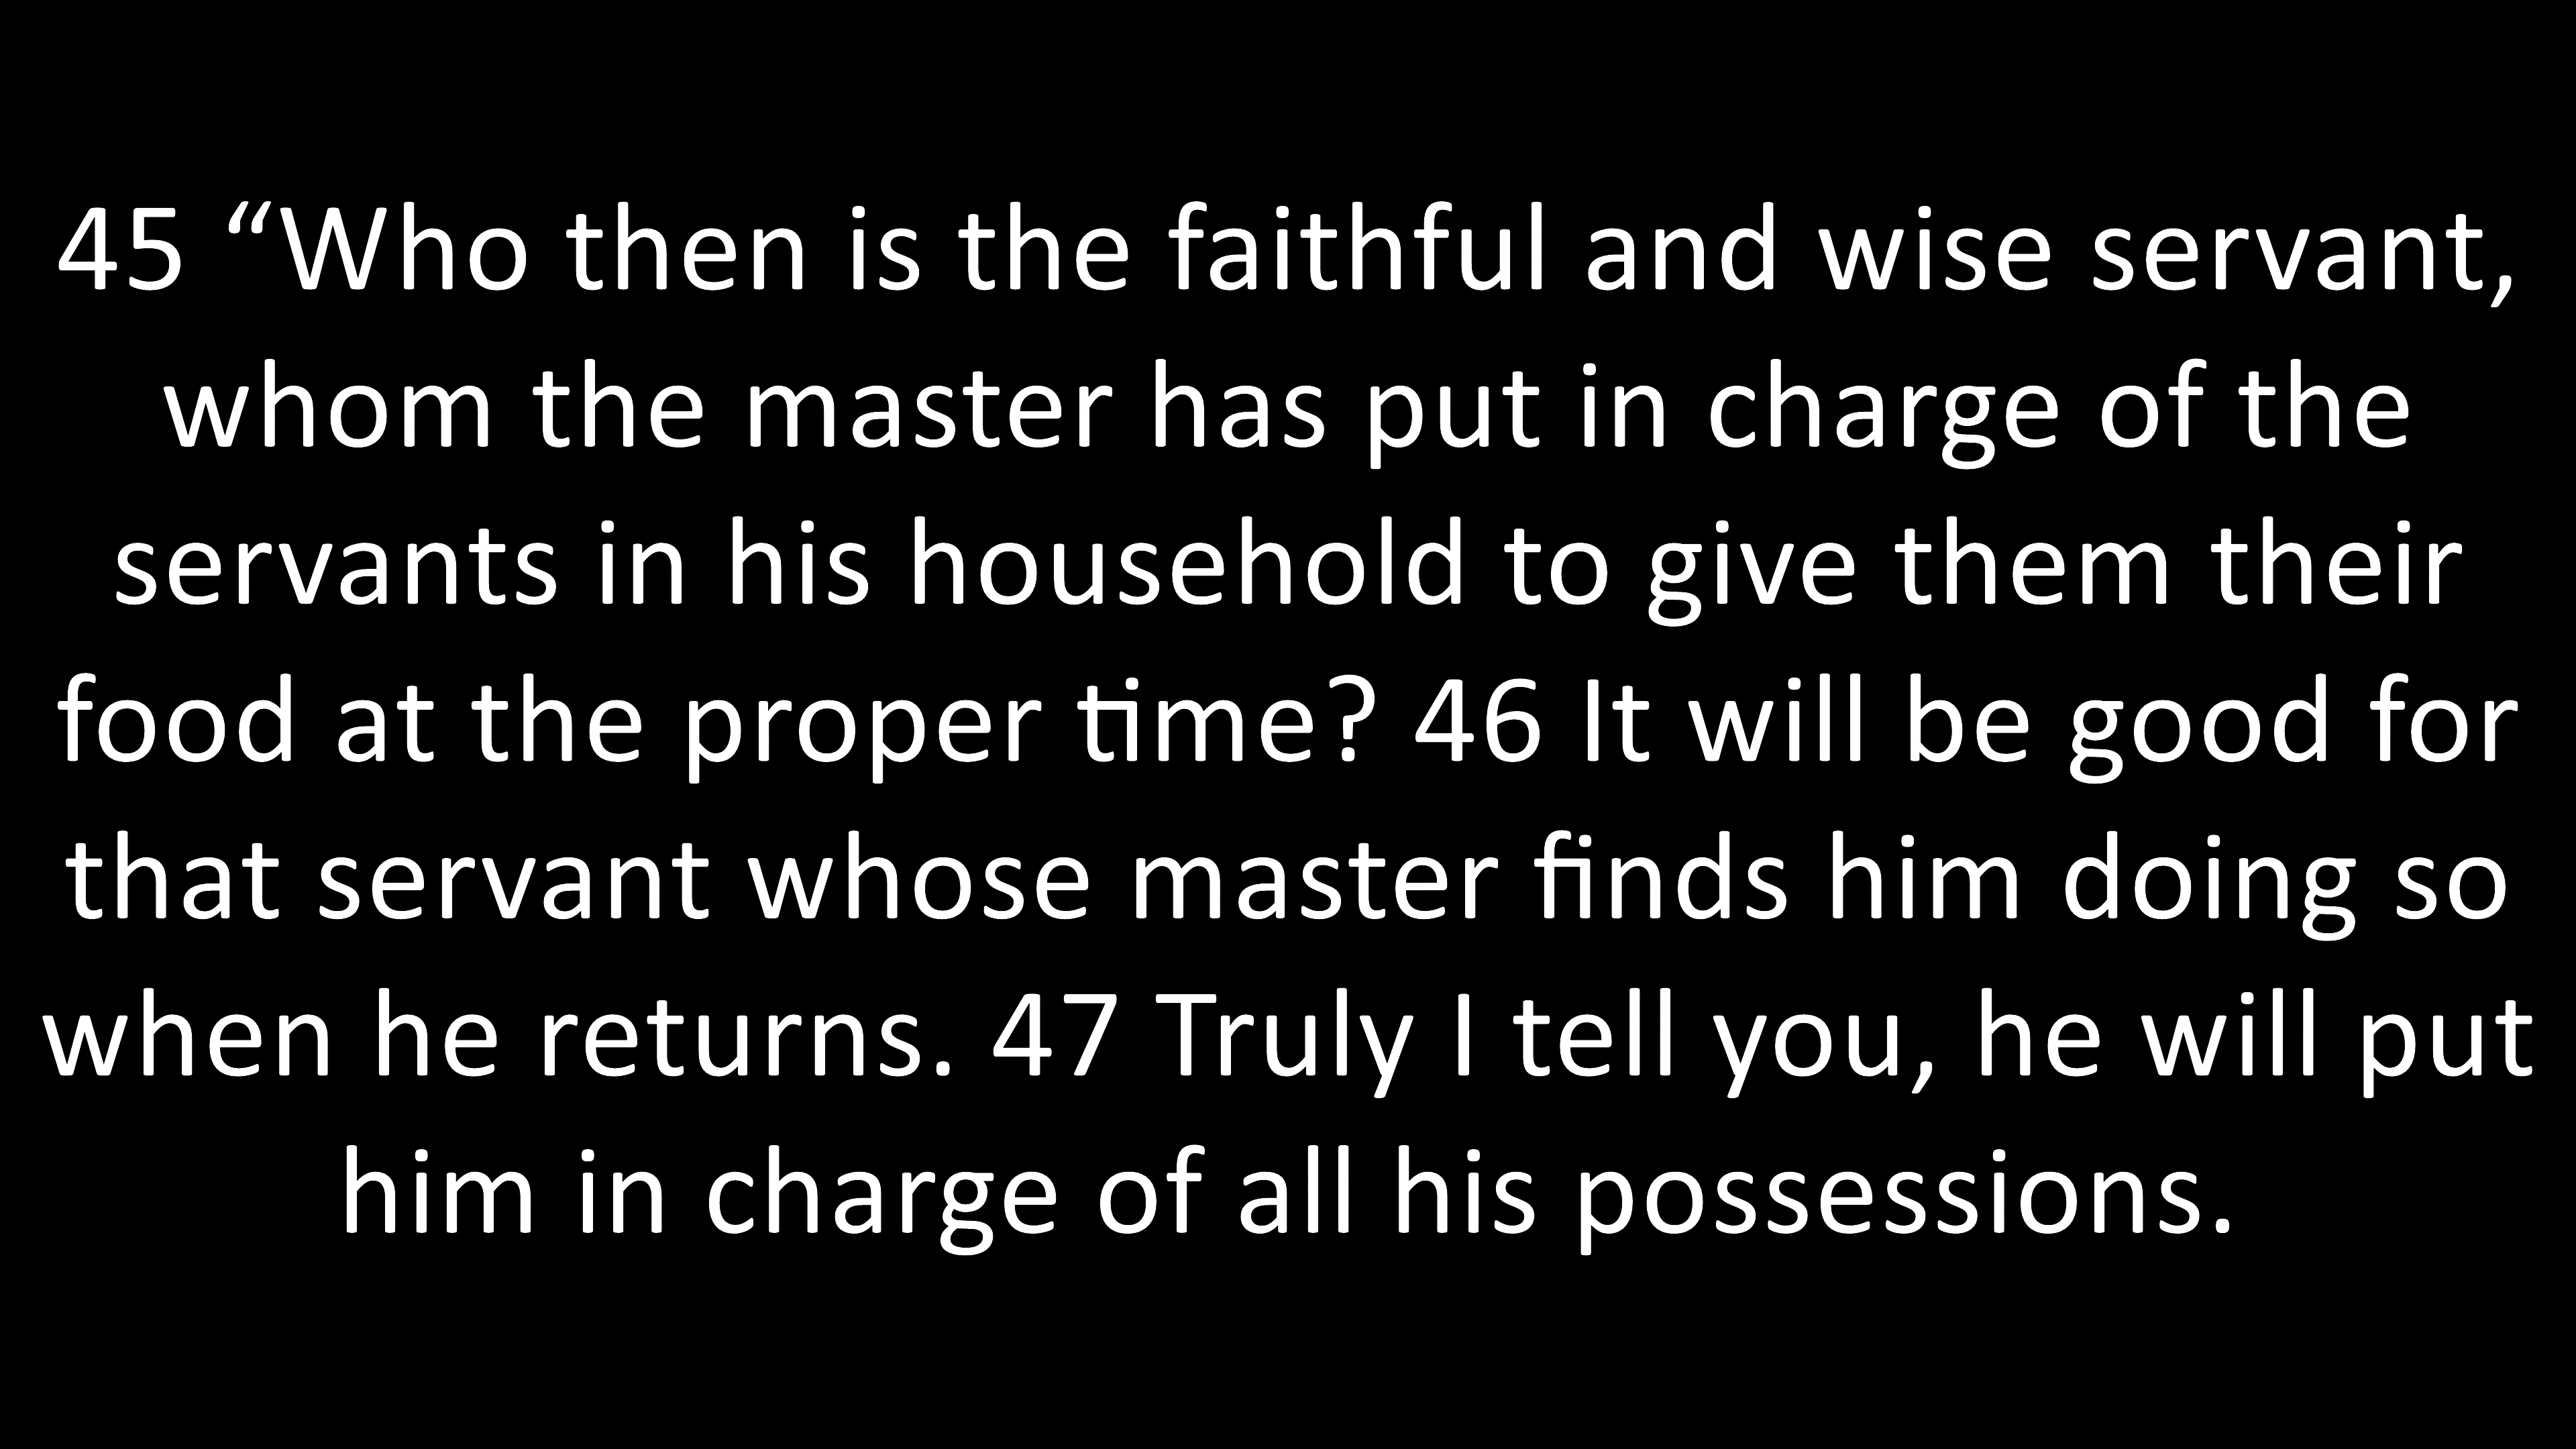 45 “Who then is the faithful and wise servant,
whom the master has put in charge of the
servants in his household to give them their
food at the proper time? 46 It will be good for
that servant whose master finds him doing so
when he returns. 47 Truly I tell you, he will put
him in charge of all his possessions.